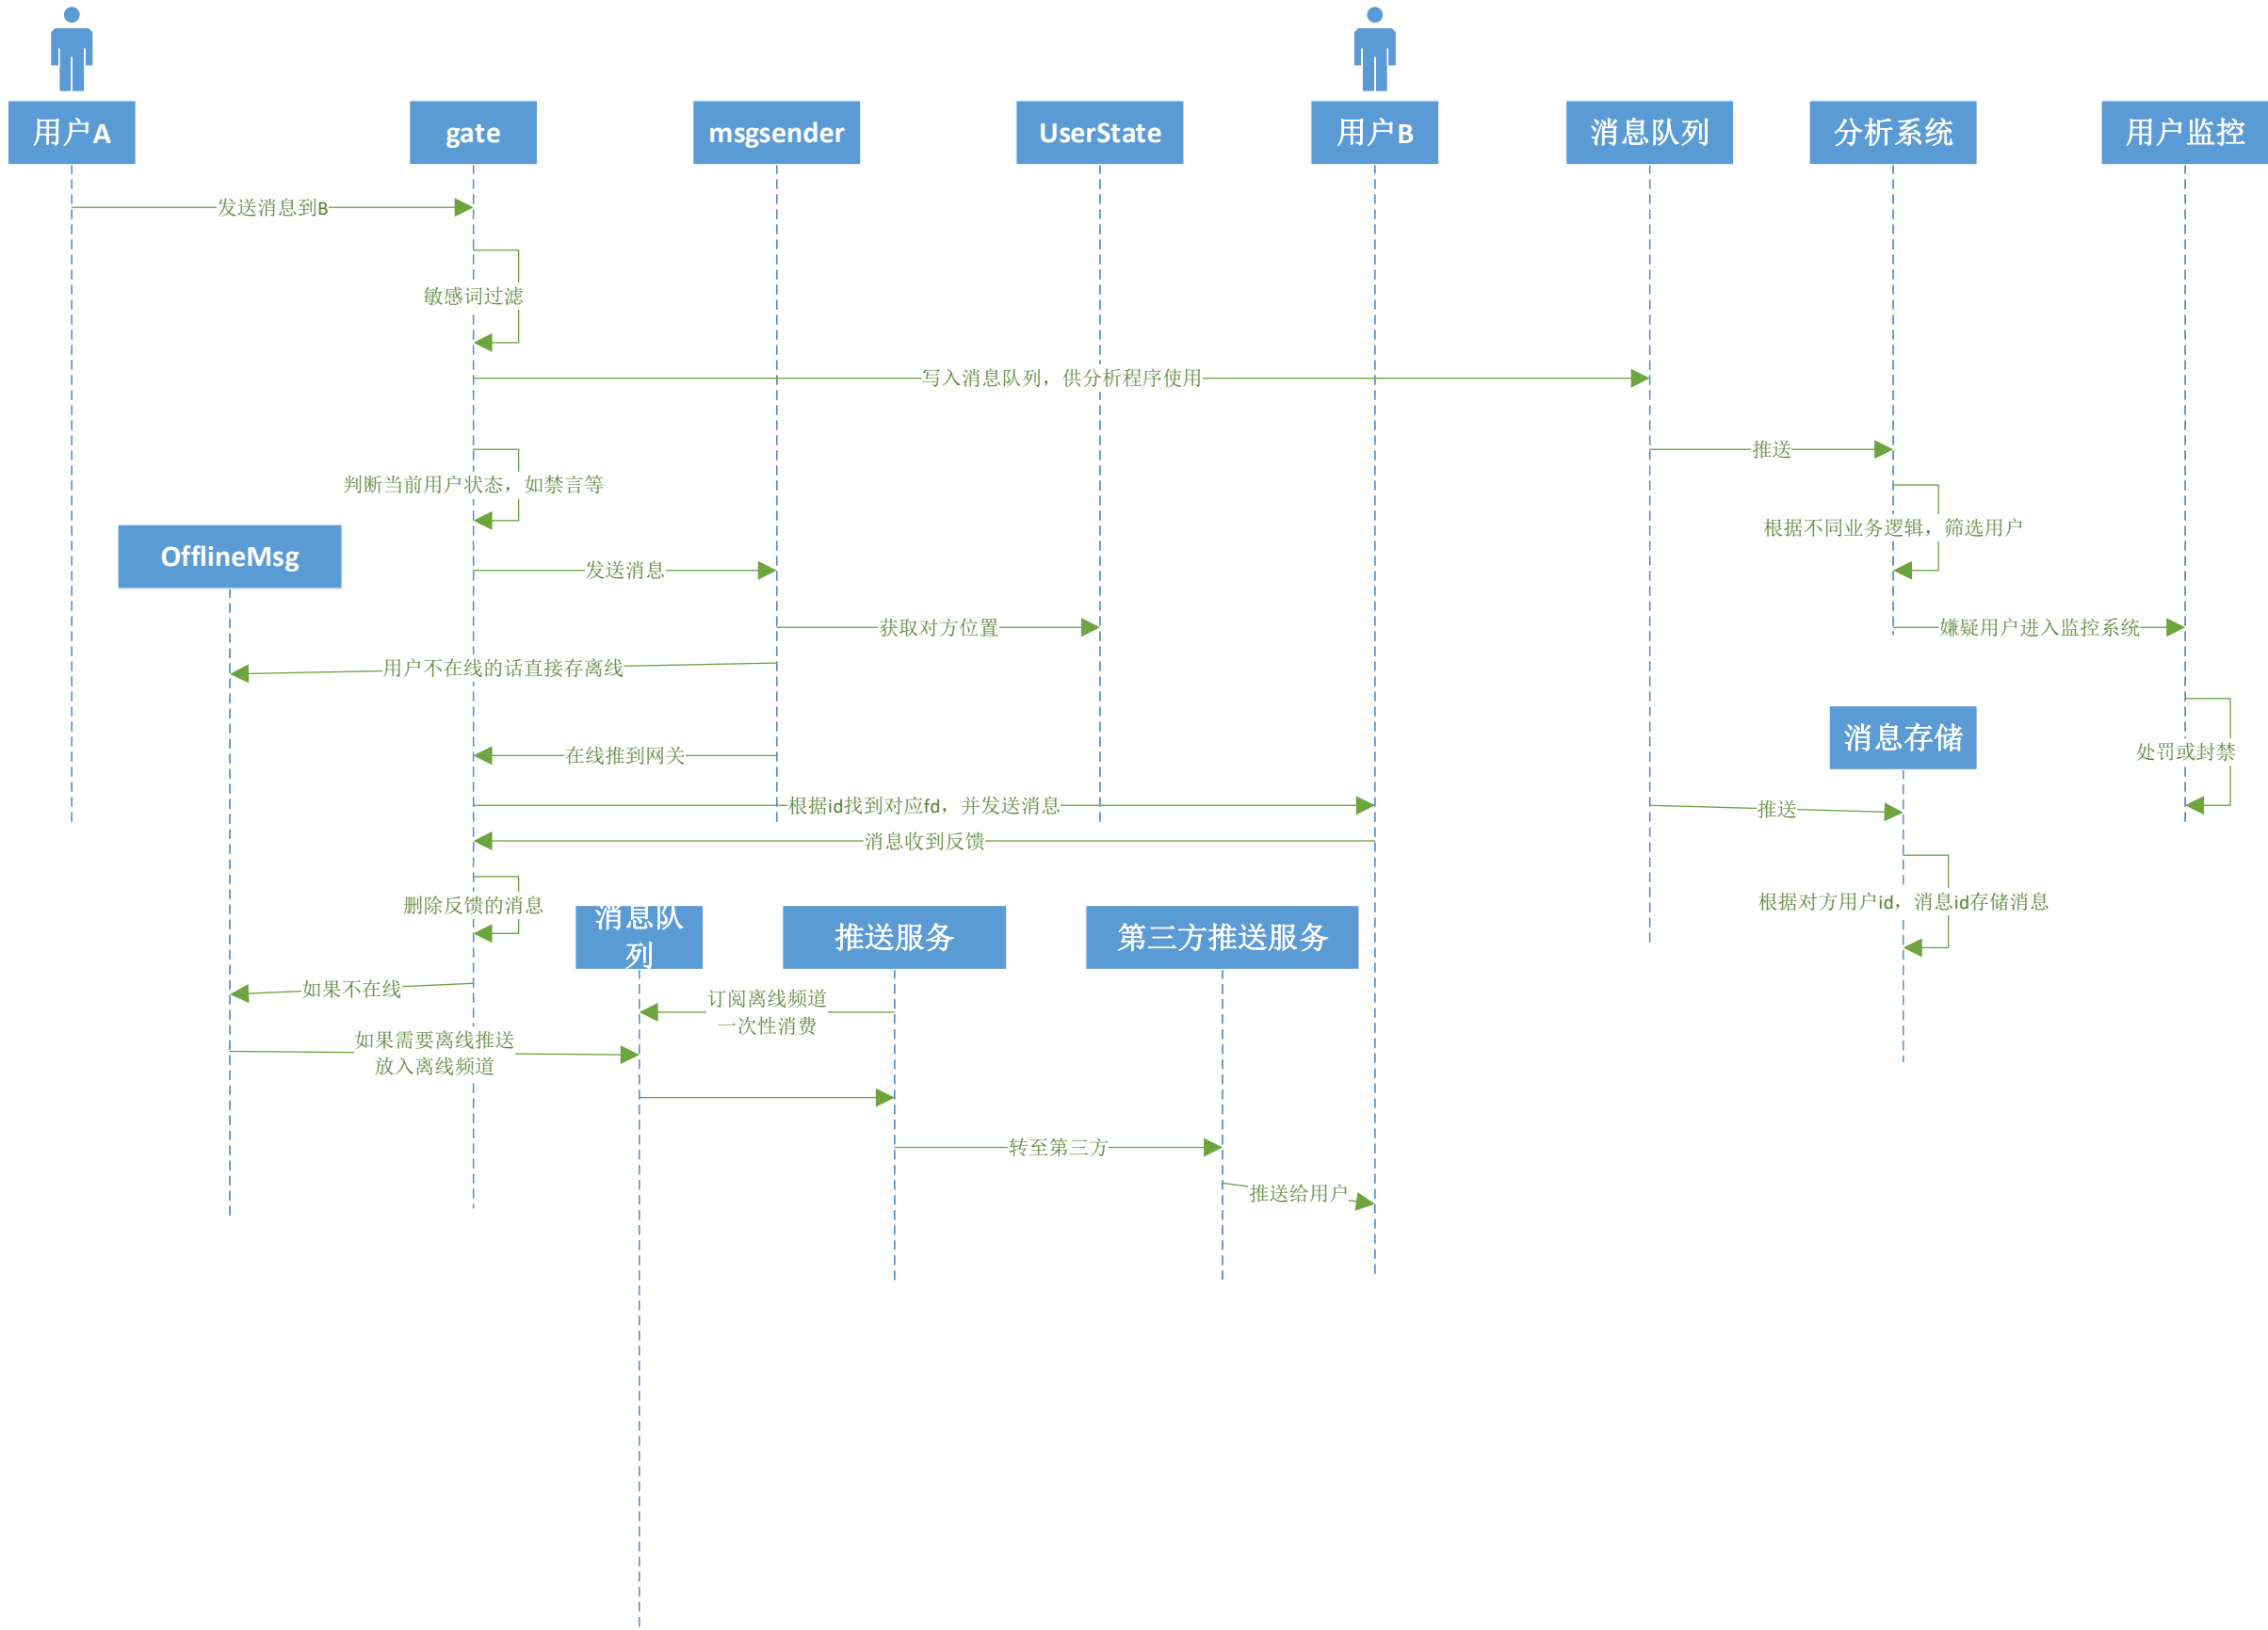 用户A
gate
msgsender
UserState
用户B
消息队列
分析系统
用户监控
发送消息到B
敏感词过滤
写入消息队列，供分析程序使用
推送
判断当前用户状态，如禁言等
根据不同业务逻辑，筛选用户
OfflineMsg
发送消息
获取对方位置
嫌疑用户进入监控系统
用户不在线的话直接存离线
消息存储
处罚或封禁
在线推到网关
根据id找到对应fd，并发送消息
推送
消息收到反馈
删除反馈的消息
根据对方用户id，消息id存储消息
消息队
列
推送服务
第三方推送服务
如果不在线
订阅离线频道
一次性消费
如果需要离线推送
放入离线频道
转至第三方
推送给用户